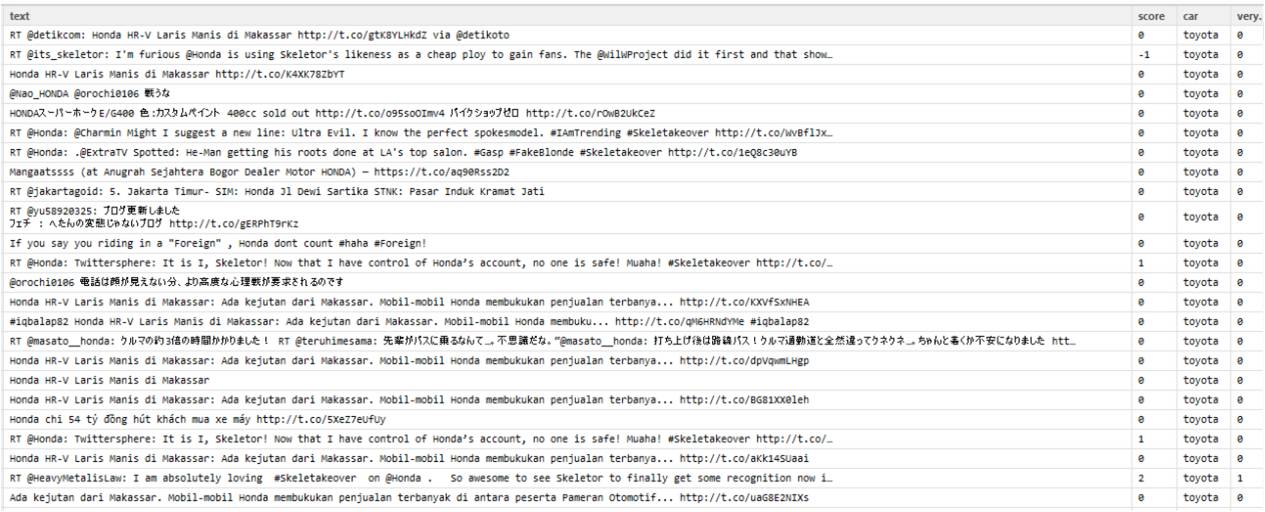 text score car very.
RT @detikcom: Honda HR-V Laris Manis di Makassar http://t.co/gtK8YLHkdZ via @detikoto 0 toyota 0
RT @its_skeletor: I'm furious @Honda is using Skeletor's likeness as a cheap ploy to gain fans. The @WilWProject did it first and that show… -1 toyota 0
Honda HR-V Laris Manis di Makassar http://t.co/K4XK78ZbYT 0 toyota 0
@Nao_HONDA @orochi0106 戦うな 0 toyota 0
HONDAスーパーホークE/G400 色:カスタムペイント 400cc sold out http://t.co/o95soOImv4 バイクショップゼロ http://t.co/rOwB2UkCeZ 0 toyota 0
RT @Honda: @Charmin Might I suggest a new line: Ultra Evil. I know the perfect spokesmodel. #IAmTrending #Skeletakeover http://t.co/WvBflJx… 0 toyota 0
RT @Honda: .@ExtraTV Spotted: He-Man getting his roots done at LA's top salon. #Gasp #FakeBlonde #Skeletakeover http://t.co/1eQ8c30uYB 0 toyota 0
Mangaatssss (at Anugrah Sejahtera Bogor Dealer Motor HONDA) — https://t.co/aq90Rss2D2 0 toyota 0
RT @jakartagoid: 5. Jakarta Timur- SIM: Honda Jl Dewi Sartika STNK: Pasar Induk Kramat Jati 0 toyota 0
RT @yu58920325: ブログ更新しました
フェチ : へたんの変態じゃないブログ http://t.co/gERPhT9rKz 0 toyota 0
If you say you riding in a "Foreign" , Honda dont count #haha #Foreign! 0 toyota 0
RT @Honda: Twittersphere: It is I, Skeletor! Now that I have control of Honda’s account, no one is safe! Muaha! #Skeletakeover http://t.co/… 1 toyota 0
@orochi0106 電話は顔が見えない分、より高度な心理戦が要求されるのです 0 toyota 0
Honda HR-V Laris Manis di Makassar: Ada kejutan dari Makassar. Mobil-mobil Honda membukukan penjualan terbanya... http://t.co/KXVfSxNHEA 0 toyota 0
#iqbalap82 Honda HR-V Laris Manis di Makassar: Ada kejutan dari Makassar. Mobil-mobil Honda membuku... http://t.co/qM6HRNdYMe #iqbalap82 0 toyota 0
RT @masato__honda: クルマの約3倍の時間かかりました! RT @teruhimesama: 先輩がバスに乗るなんて…。不思議だな。“@masato__honda: 打ち上げ後は路線バス!クルマ通勤道と全然違ってクネクネ…。ちゃんと着くか不安になりました htt… 0 toyota 0
Honda HR-V Laris Manis di Makassar: Ada kejutan dari Makassar. Mobil-mobil Honda membukukan penjualan terbanya... http://t.co/dpVqwmLHgp 0 toyota 0
Honda HR-V Laris Manis di Makassar 0 toyota 0
Honda HR-V Laris Manis di Makassar: Ada kejutan dari Makassar. Mobil-mobil Honda membukukan penjualan terbanya... http://t.co/BG81XX0leh 0 toyota 0
Honda chi 54 tỷ đồng hút khách mua xe máy http://t.co/5XeZ7eUfUy 0 toyota 0
RT @Honda: Twittersphere: It is I, Skeletor! Now that I have control of Honda’s account, no one is safe! Muaha! #Skeletakeover http://t.co/… 1 toyota 0
Honda HR-V Laris Manis di Makassar: Ada kejutan dari Makassar. Mobil-mobil Honda membukukan penjualan terbanya... http://t.co/aKk14SUaai 0 toyota 0
RT @HeavyMetalisLaw: I am absolutely loving #Skeletakeover on @Honda . So awesome to see Skeletor to finally get some recognition now i… 2 toyota 1
Ada kejutan dari Makassar. Mobil-mobil Honda membukukan penjualan terbanyak di antara peserta Pameran Otomotif... http://t.co/uaG8E2NIXs 0 toyota 0